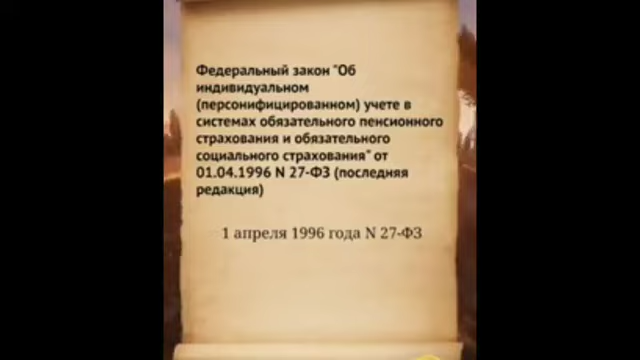 Федеральный закон "Об
индивидуальном
(персонифицированном) учете в
системах обязательного пенсионного
страхования и обязательного
социального страхования" от
01.04.1996 N 27-ФЗ (последняя
редакция)
1 апреля 1996 года N 27-ФЗ